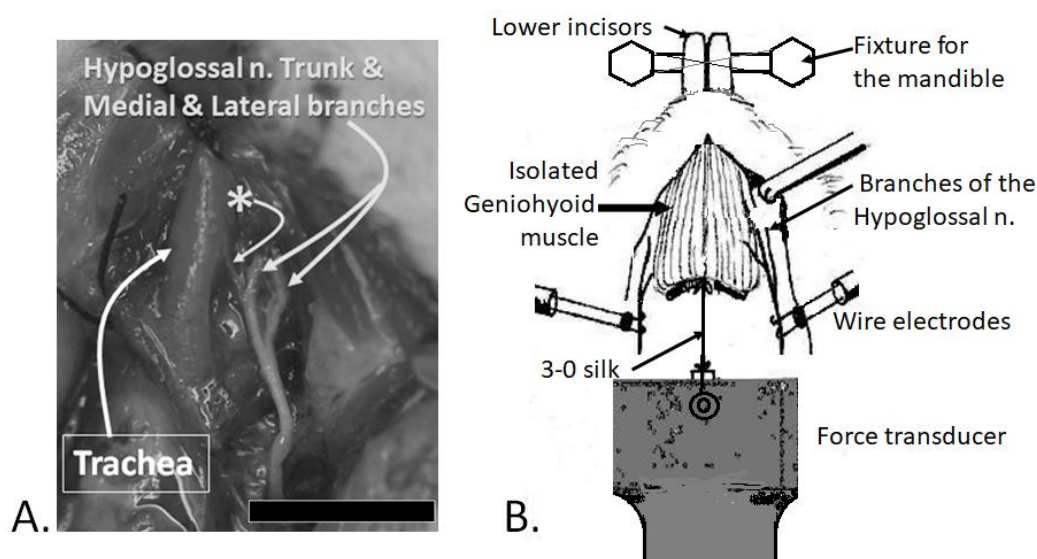 Hypoglossal n. Trunk &
Medial & Lateral branches
*
Trachea
A.
Lower incisors
Fixture for
the mandible
Isolated
Geniohyoid
muscle
Branches of the
Hypoglossal n.
Wire electrodes
3-0 silk
Force transducer
B.